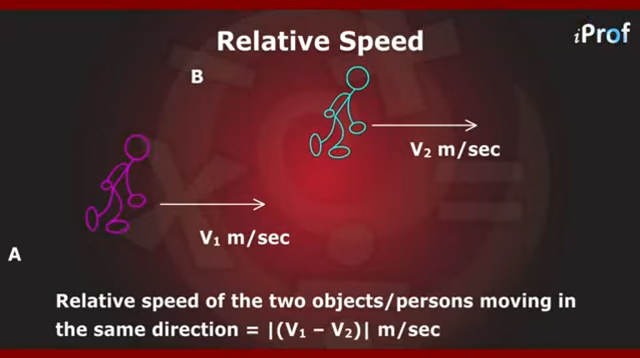 Relative Speed
iProf
B
V₂ m/sec
V₁ m/sec
A
Relative speed of the two objects/persons moving in
the same direction = |(V₁ – V₂)| m/sec